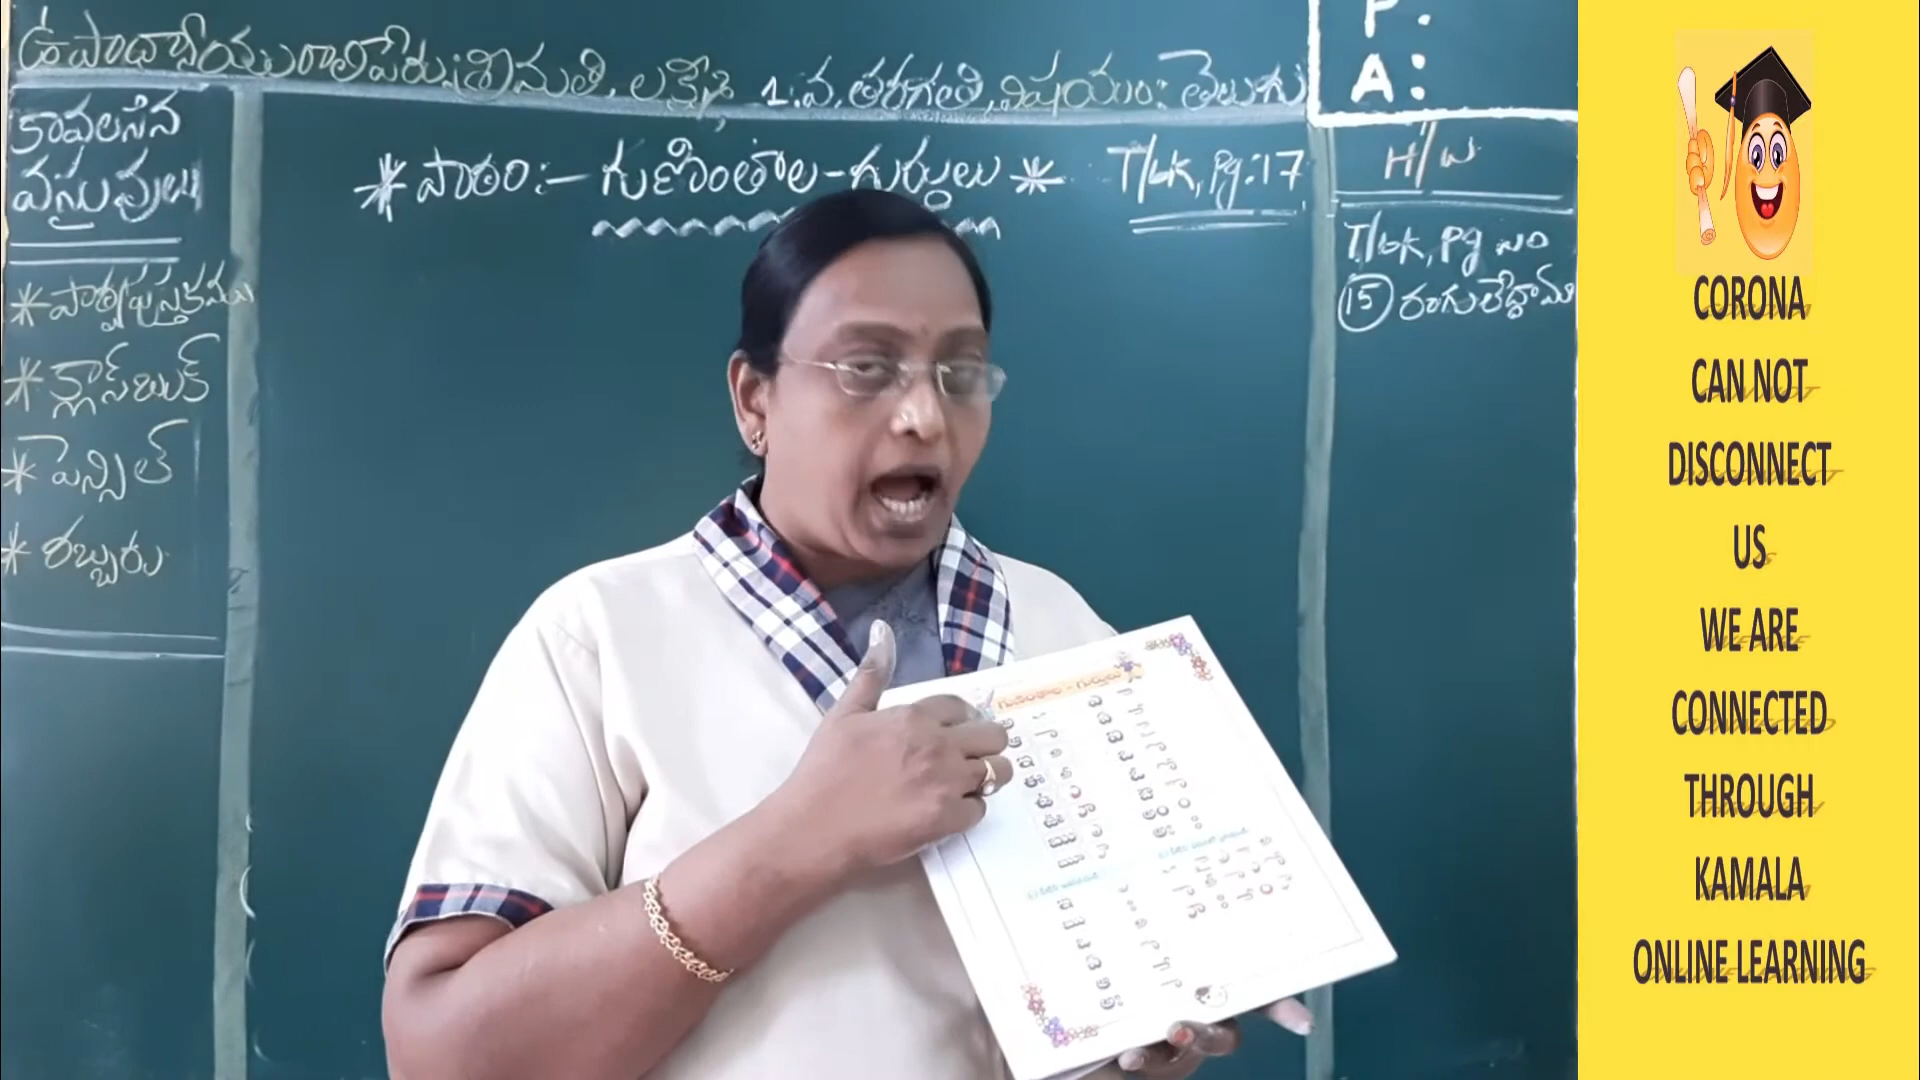 ఉపాధ్యాయురాలిపేరు:శ్రీమతి. లక్ష్మి 1.వ.తరగతి,విషయం: తెలుగు
P:
A:
కావలసిన
వస్తువులు
*పాఠ్యపుస్తకము
*క్లాస్‌బుక్
*పెన్సిల్
*రబ్బరు
*పాఠం:- గుణింతాల-గుర్తులు* T/bk, Pg:17
H/W
T/bk, Pg నం
15 రంగులేద్దాము
గుణింతాల - గుర్తులు
CORONA
CAN NOT
DISCONNECT
US
WE ARE
CONNECTED
THROUGH
KAMALA
ONLINE LEARNING